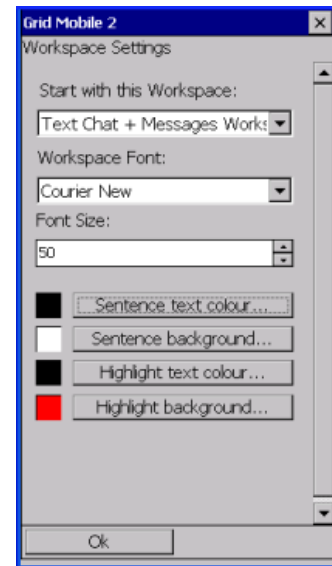 Grid Mobile 2
Workspace Settings
Start with this Workspace:
Text Chat + Messages Works
Workspace Font:
Courier New
Font Size:
50
Sentence text colour...
Sentence background...
Highlight text colour...
Highlight background...
Ok